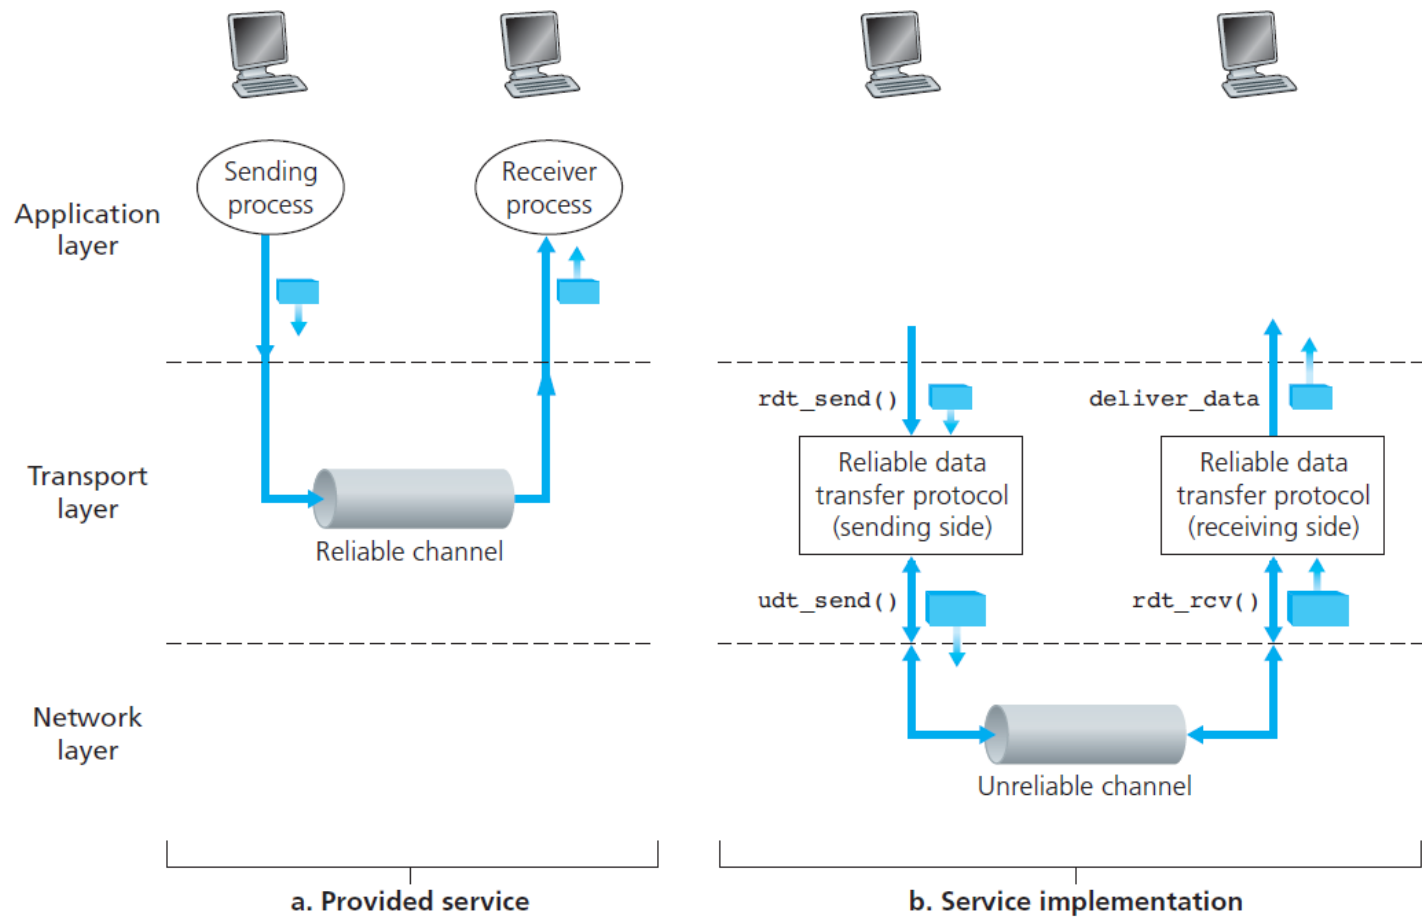 Sending
process
Receiver
process
Application
layer
rdt_send()
deliver_data
Transport
layer
Reliable channel
Reliable data
transfer protocol
(sending side)
Reliable data
transfer protocol
(receiving side)
udt_send()
rdt_rcv()
Network
layer
Unreliable channel
a. Provided service
b. Service implementation